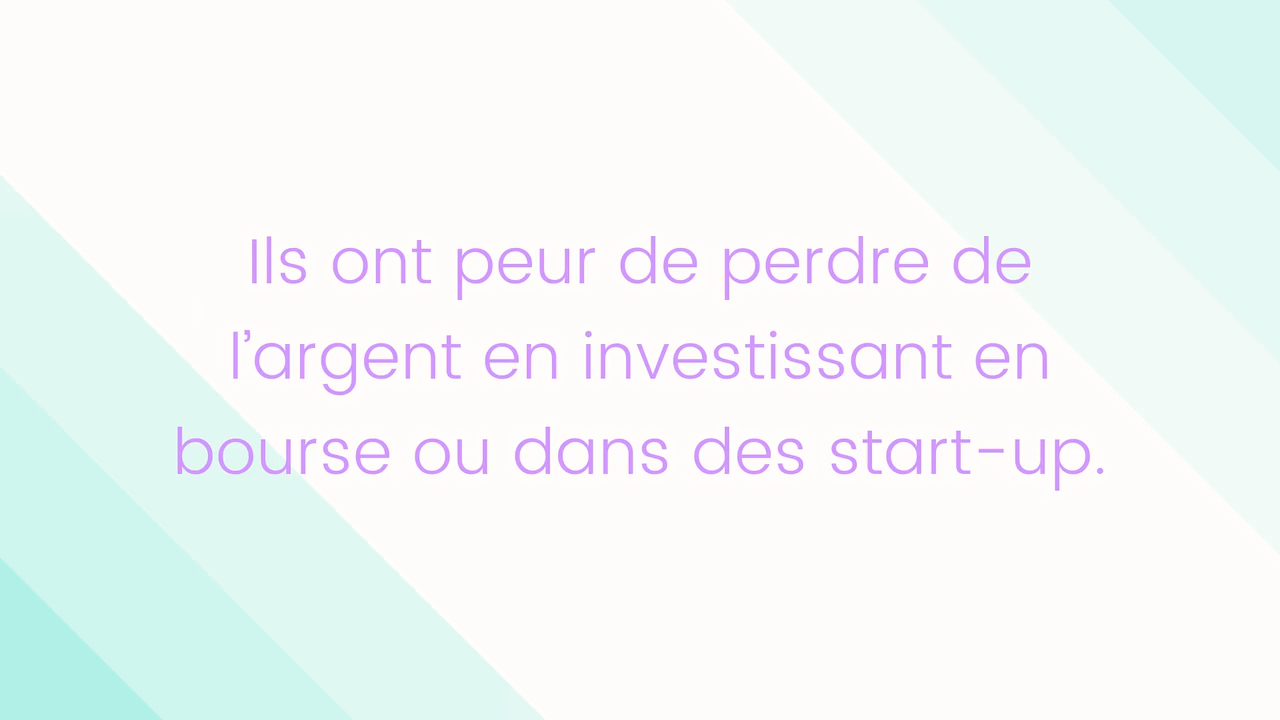 Ils ont peur de perdre de
l’argent en investissant en
bourse ou dans des start-up.